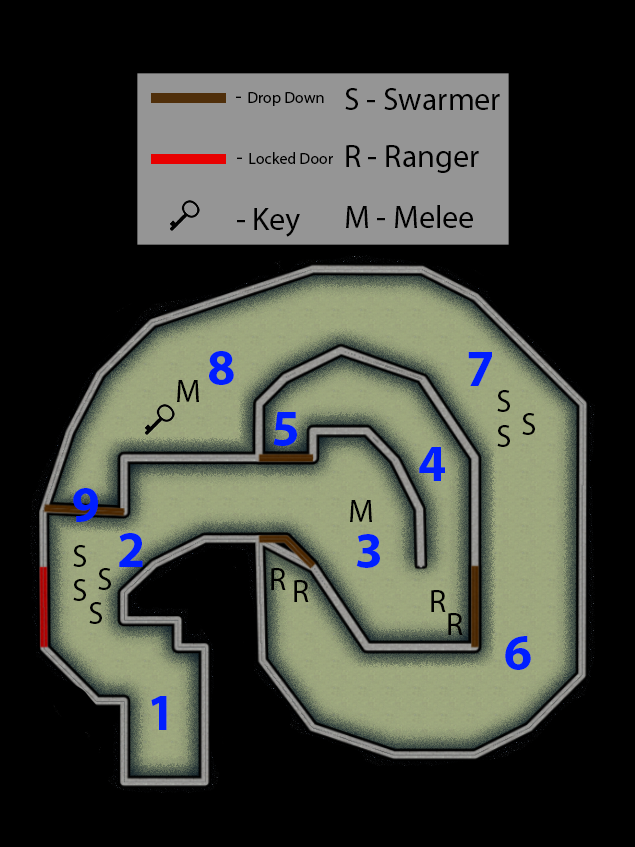 - Drop Down S - Swarmer
- Locked Door R - Ranger
- Key M - Melee
8
7
M
S
S
S
5
4
M
9
2
3
S
S
S
S
R
R
R
R
6
1